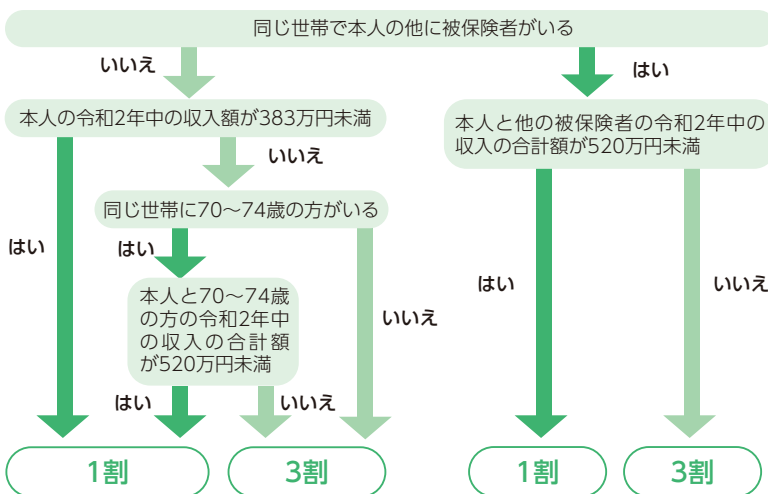 同じ世帯で本人の他に被保険者がいる
いいえ
はい
本人の令和2年中の収入額が383万円未満
本人と他の被保険者の令和2年中の
収入の合計額が520万円未満
いいえ
同じ世帯に70～74歳の方がいる
はい
はい
本人と70～74歳
の方の令和2年中
の収入の合計額
が520万円未満
いいえ
はい
いいえ
はい
いいえ
1割
3割
1割
3割